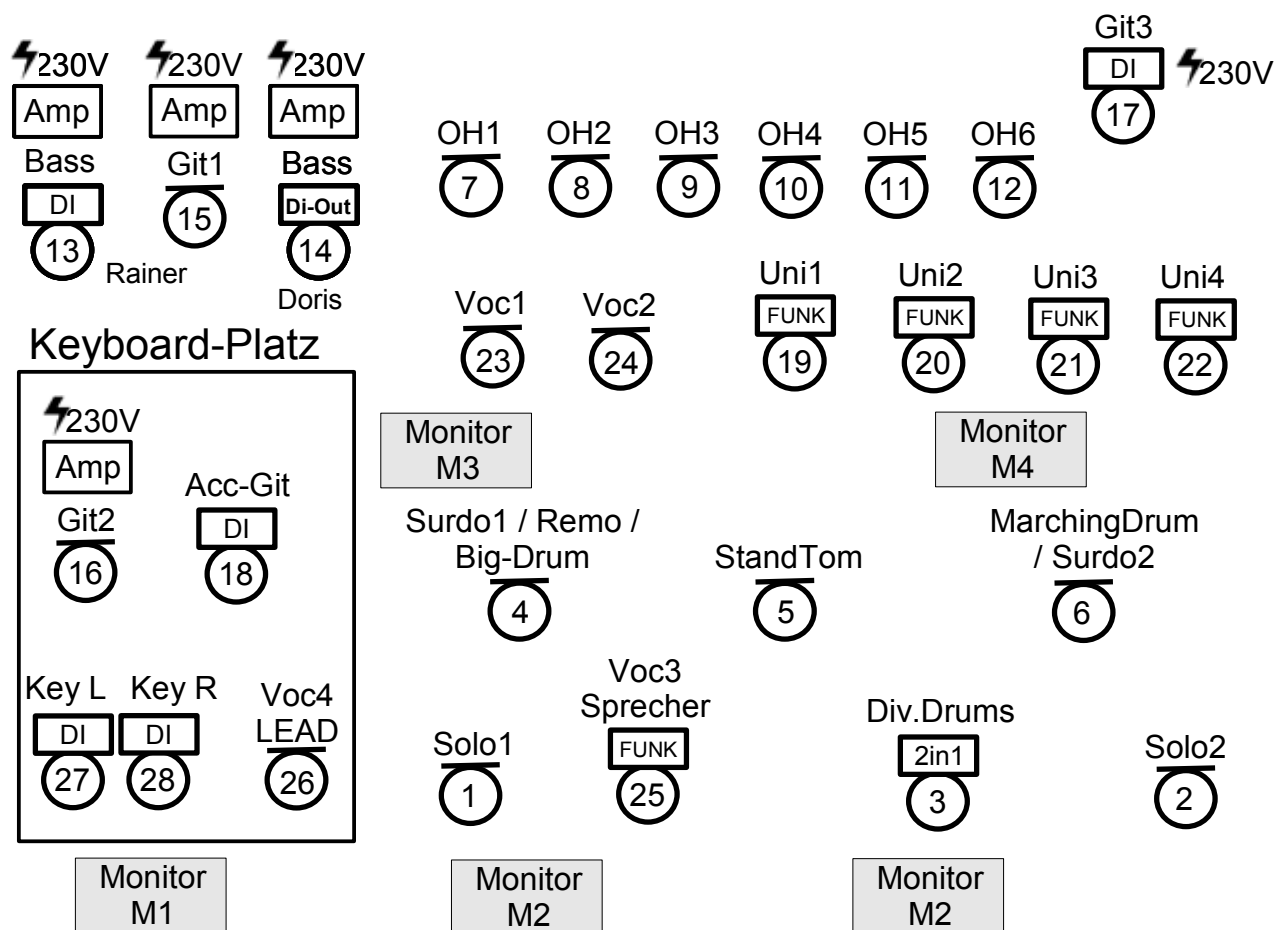 Git3
230V 230V 230V
DI 230V
Amp Amp Amp
17
OH1 OH2 OH3 OH4 OH5 OH6
Bass Git1 Bass
7 8 9 10 11 12
DI Di-Out
15
13 14
Rainer
Doris
Uni1 Uni2 Uni3 Uni4
Voc1 Voc2
FUNK FUNK FUNK FUNK
23 24 19 20 21 22
Keyboard-Platz
230V
Amp
Monitor
M3
Monitor
M4
Acc-Git
Git2
DI
16 18
Surdo1 / Remo /
Big-Drum
4
StandTom
5
MarchingDrum
/ Surdo2
6
Key L Key R
DI DI
27 28
Voc4
LEAD
26
Solo1
1
Voc3
Sprecher
FUNK
25
Div.Drums
2in1
3
Solo2
2
Monitor
M1
Monitor
M2
Monitor
M2